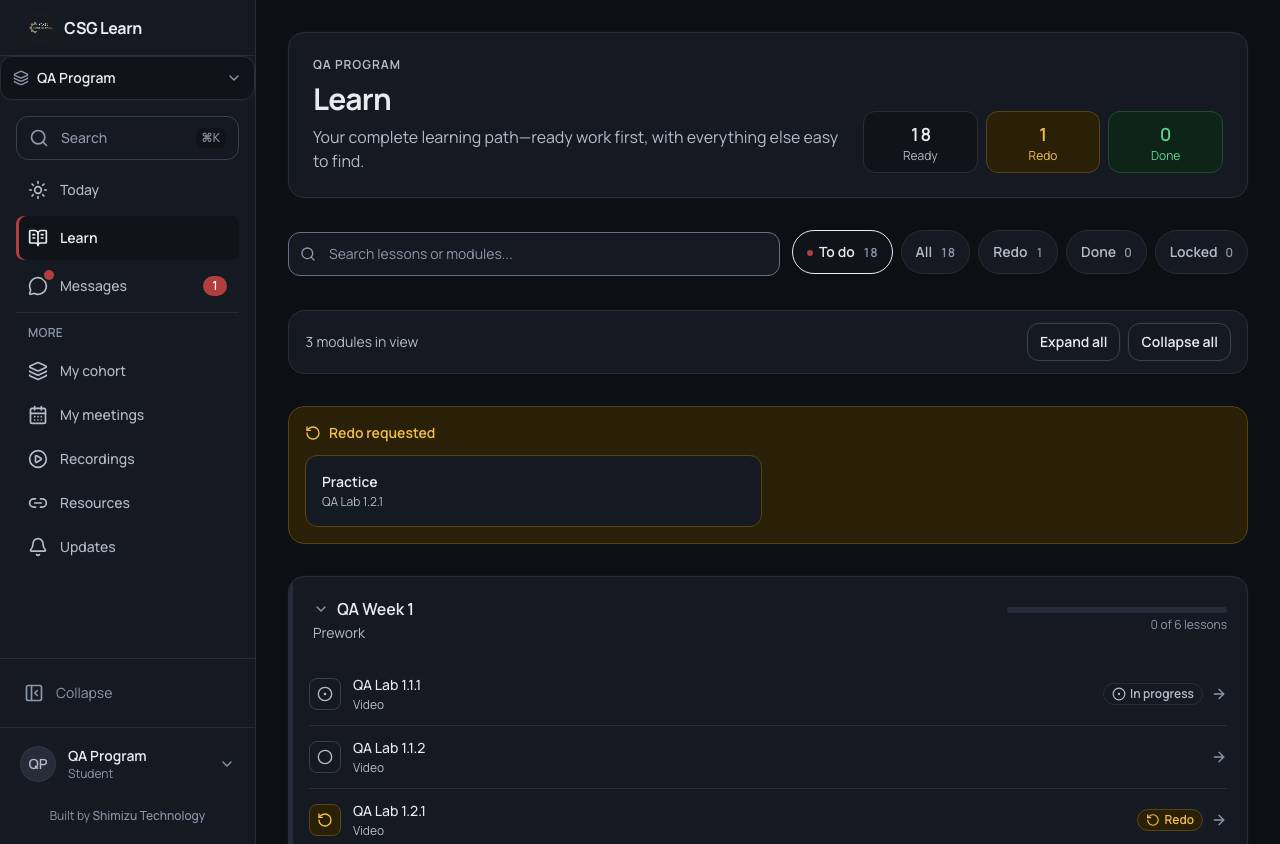 CSG Learn
QA Program
Search ⌘K
Today
Learn
Messages 1
MORE
My cohort
My meetings
Recordings
Resources
Updates
Collapse
QP
QA Program
Student
Built by Shimizu Technology
QA PROGRAM
Learn
Your complete learning path—ready work first, with everything else easy
to find.
18
Ready
1
Redo
0
Done
Search lessons or modules...
To do 18
All 18
Redo 1
Done 0
Locked 0
3 modules in view
Expand all
Collapse all
Redo requested
Practice
QA Lab 1.2.1
QA Week 1
Prework
0 of 6 lessons
QA Lab 1.1.1
Video
In progress
QA Lab 1.1.2
Video
QA Lab 1.2.1
Video
Redo